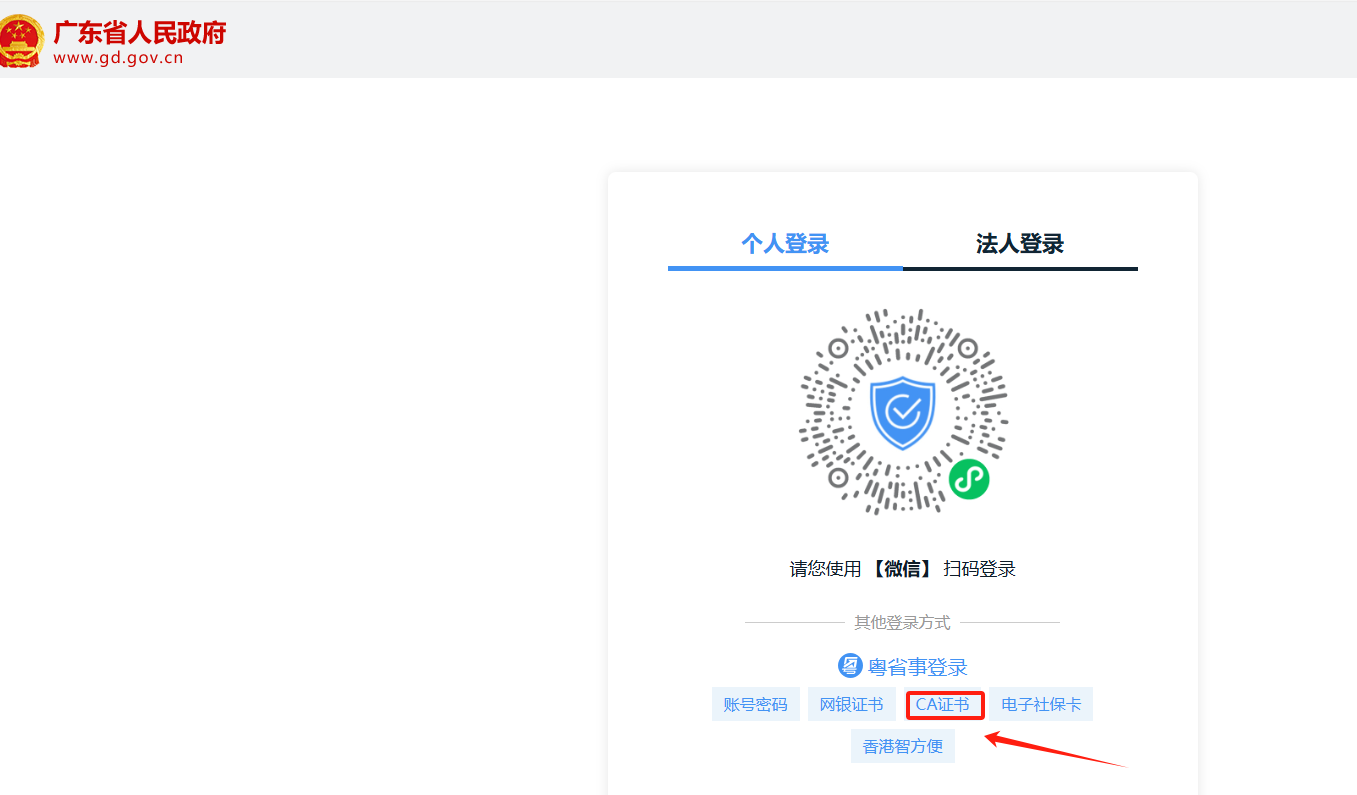 广东省人民政府
www.gd.gov.cn
个人登录 法人登录
请您使用 【微信】 扫码登录
其他登录方式
粤 粤省事登录
账号密码 网银证书 CA证书 电子社保卡
香港智方便